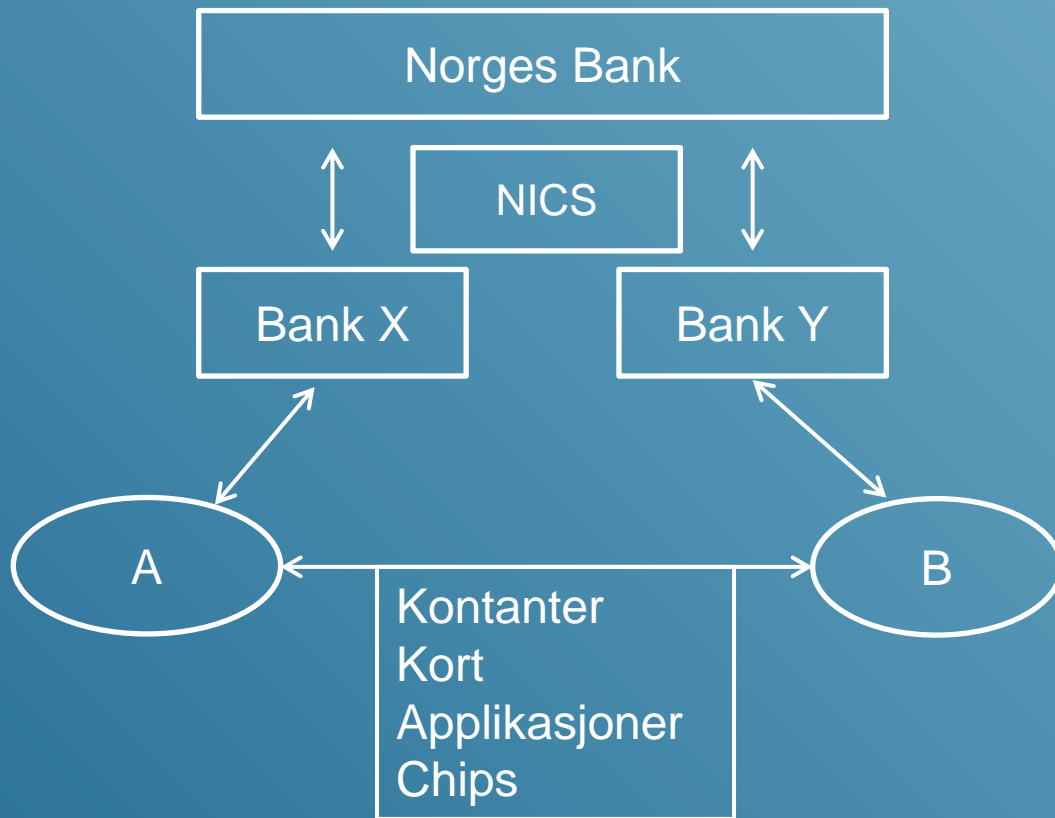 Norges Bank
NICS
Bank X
Bank Y
A
B
Kontanter
Kort
Applikasjoner
Chips